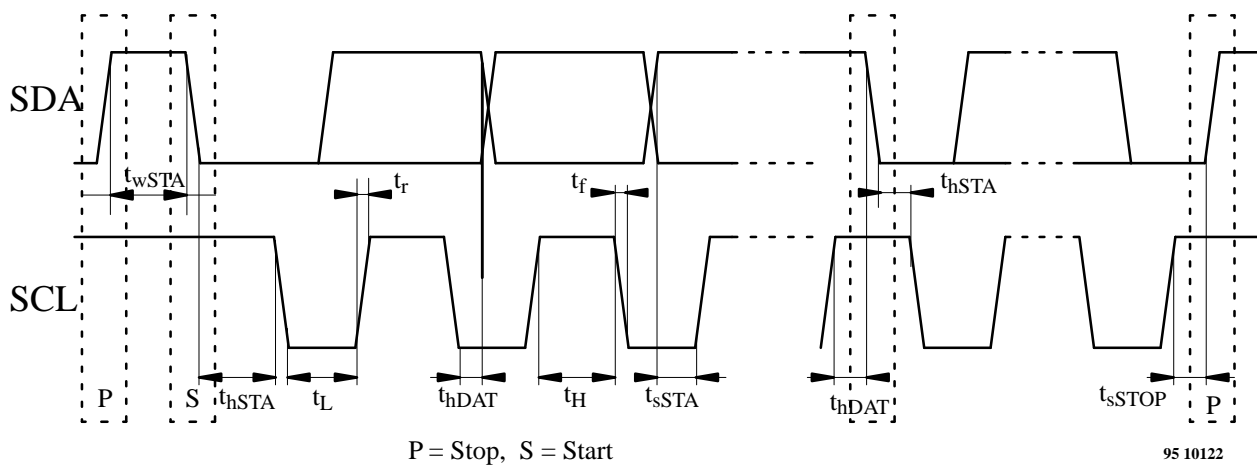 SDA
t_wSTA
t_r
t_f
t_hSTA
SCL
P
S
t_hSTA
t_L
t_hDAT
t_H
t_sSTA
t_hDAT
t_sSTOP
P
P = Stop, S = Start
95 10122